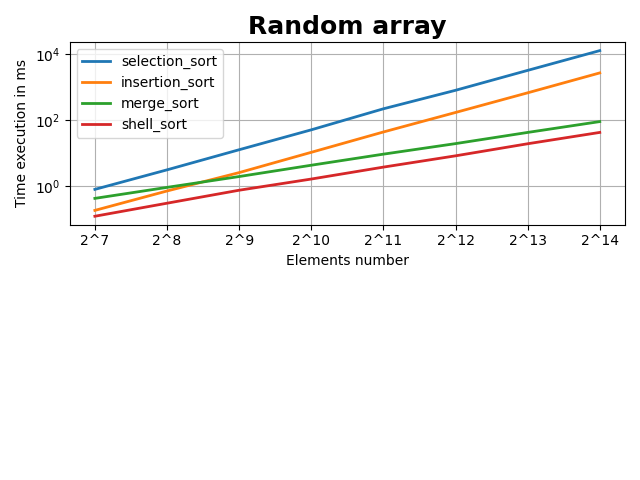 Random array
Time execution in ms
10^4
10^2
10^0
selection_sort
insertion_sort
merge_sort
shell_sort
2^7 2^8 2^9 2^10 2^11 2^12 2^13 2^14
Elements number